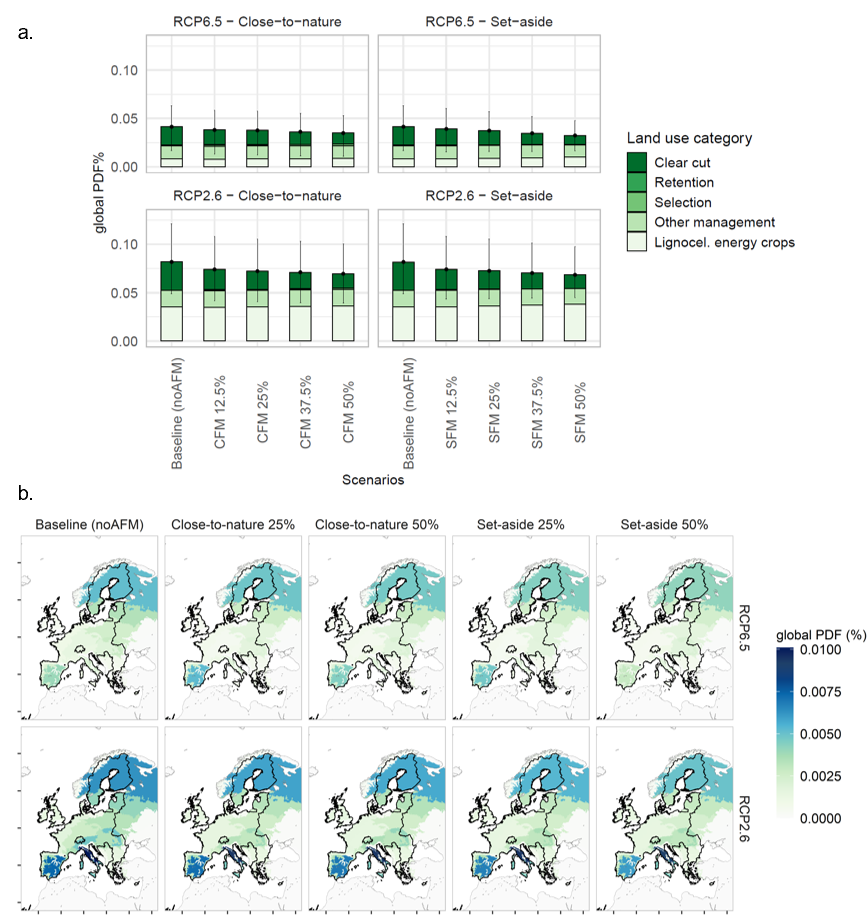 a.
RCP6.5 − Close−to−nature
RCP6.5 − Set−aside
0.10
0.05
0.00
RCP2.6 − Close−to−nature
RCP2.6 − Set−aside
0.10
0.05
0.00
global PDF%
Baseline (noAFM)
CFM 12.5%
CFM 25%
CFM 37.5%
CFM 50%
Baseline (noAFM)
SFM 12.5%
SFM 25%
SFM 37.5%
SFM 50%
Scenarios
Land use category
Clear cut
Retention
Selection
Other management
Lignocel. energy crops
b.
Baseline (noAFM)
Close-to-nature 25%
Close-to-nature 50%
Set-aside 25%
Set-aside 50%
RCP6.5
RCP2.6
global PDF (%)
0.0100
0.0075
0.0050
0.0025
0.0000